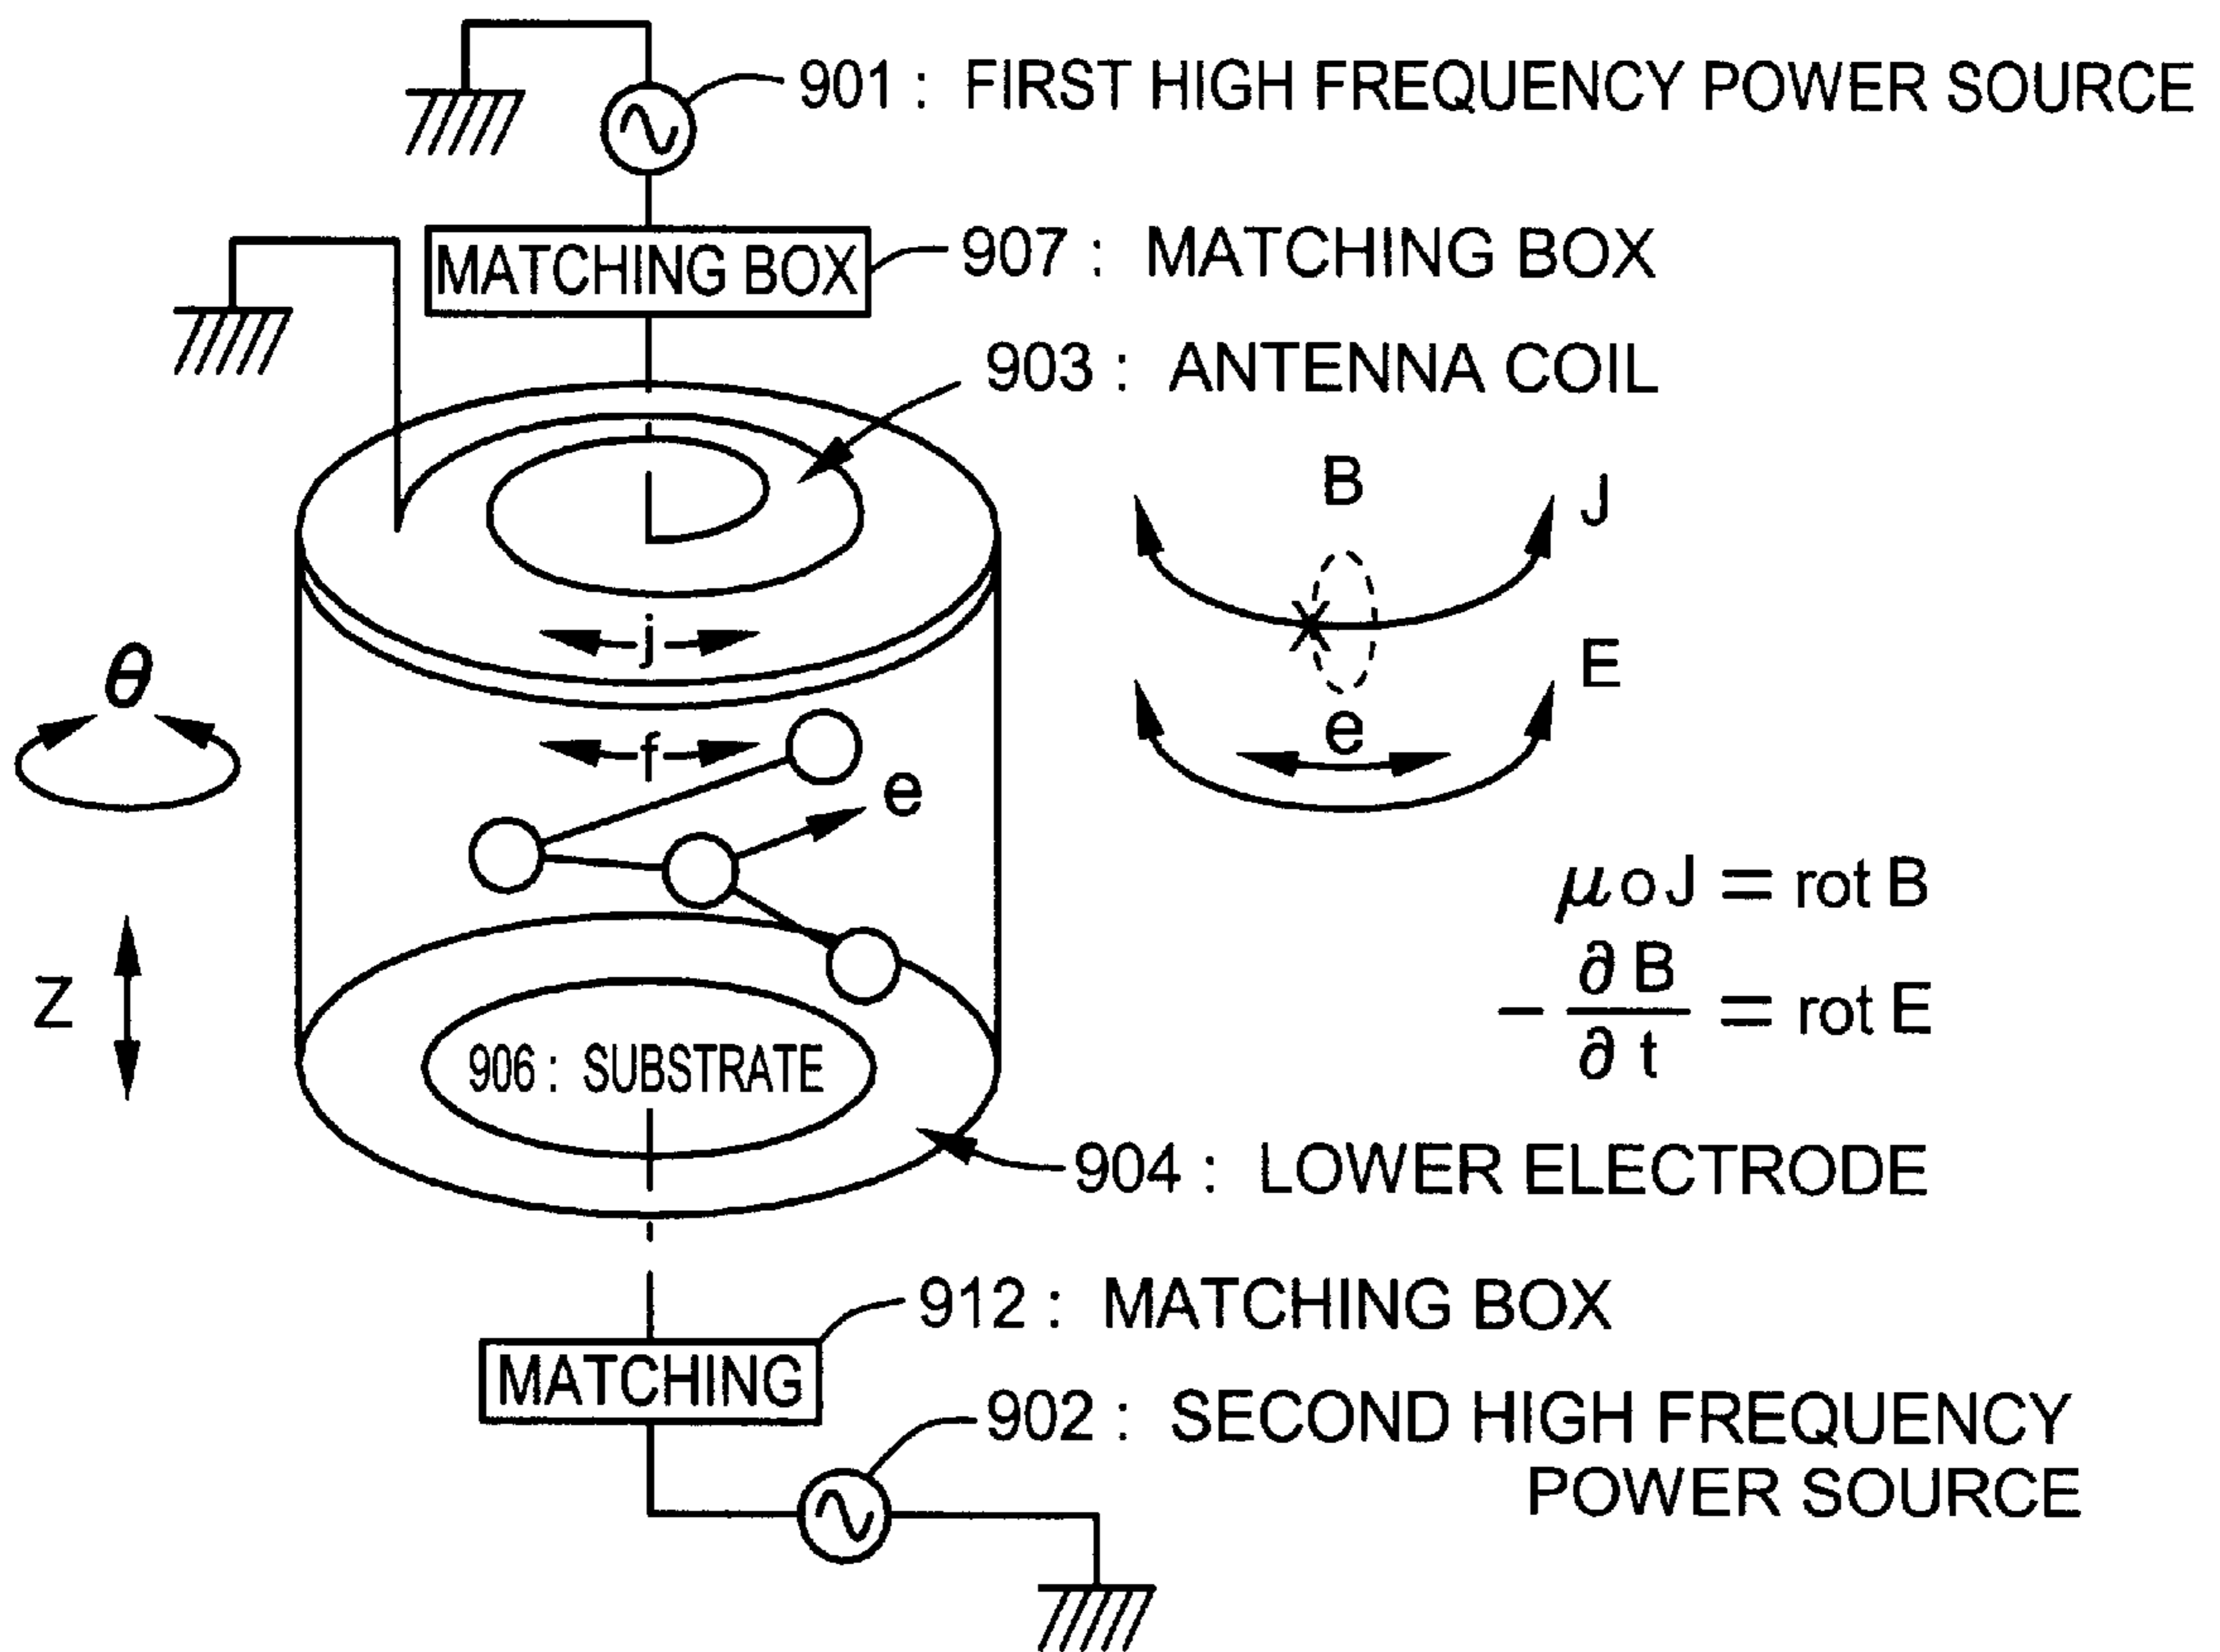 901 : FIRST HIGH FREQUENCY POWER SOURCE
MATCHING BOX
907 : MATCHING BOX
903 : ANTENNA COIL
B
J
j
E
θ
f
e
e
μoJ = rot B
Z
- ∂B/∂t = rot E
906 : SUBSTRATE
904 : LOWER ELECTRODE
912 : MATCHING BOX
MATCHING
902 : SECOND HIGH FREQUENCY
POWER SOURCE